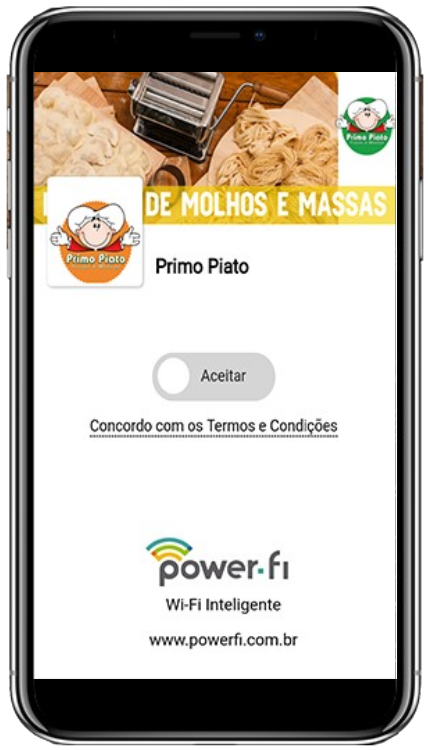 Primo Piato
DE MOLHOS E MASSAS
Primo Piato
Primo Piato
Aceitar
Concordo com os Termos e Condições
power-fi
Wi-Fi Inteligente
www.powerfi.com.br